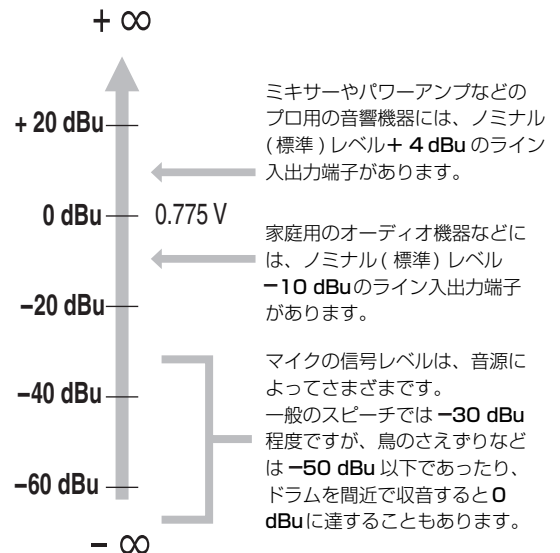 + ∞
+ 20 dBu
0 dBu
0.775 V
−20 dBu
−40 dBu
−60 dBu
− ∞
ミキサーやパワーアンプなどの
プロ用の音響機器には、ノミナル
( 標準 ) レベル+ 4 dBu のライン
入出力端子があります。
家庭用のオーディオ機器などに
は、ノミナル( 標準) レベル
−10 dBuのライン入出力端子
があります。
マイクの信号レベルは、音源に
よってさまざまです。
一般のスピーチでは −30 dBu
程度ですが、鳥のさえずりなど
は −50 dBu 以下であったり、
ドラムを間近で収音すると0
dBuに達することもあります。